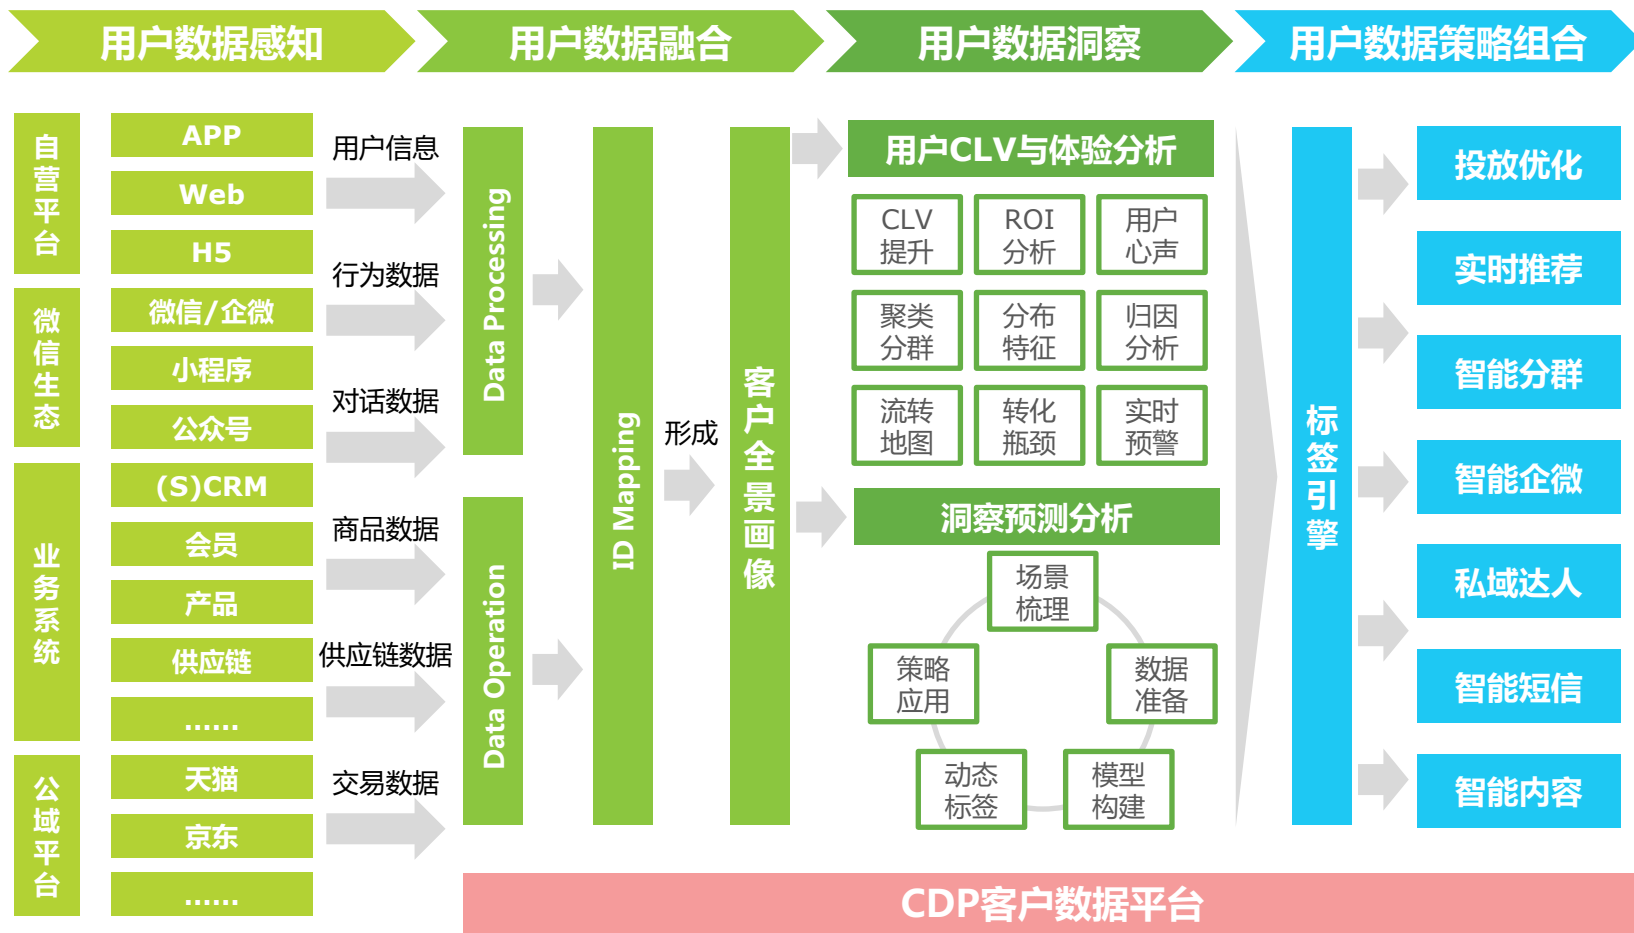 用户数据感知
用户数据融合
用户数据洞察
用户数据策略组合
自营平台
APP
Web
H5
微信生态
微信/企微
小程序
公众号
业务系统
(S)CRM
会员
产品
供应链
......
公域平台
天猫
京东
......
用户信息
行为数据
对话数据
商品数据
供应链数据
交易数据
Data Processing
Data Operation
ID Mapping
形成
客户全景画像
用户CLV与体验分析
CLV
提升
ROI
分析
用户
心声
聚类
分群
分布
特征
归因
分析
流转
地图
转化
瓶颈
实时
预警
洞察预测分析
场景
梳理
策略
应用
数据
准备
动态
标签
模型
构建
标签引擎
投放优化
实时推荐
智能分群
智能企微
私域达人
智能短信
智能内容
CDP客户数据平台